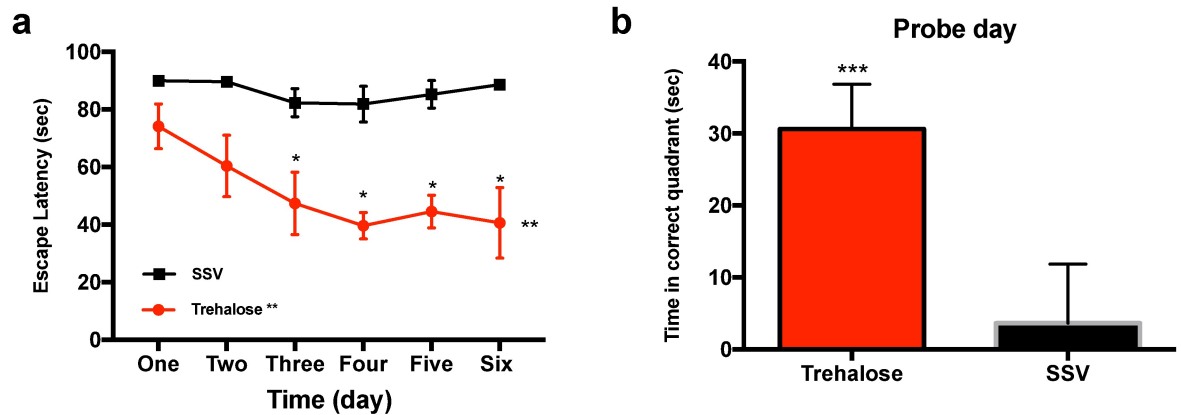 a
100
80
60
40
20
0
Escape Latency (sec)
*
*
*
*
**
SSV
Trehalose **
One Two Three Four Five Six
Time (day)
b
Probe day
40
30
20
10
0
Time in correct quadrant (sec)
***
Trehalose SSV